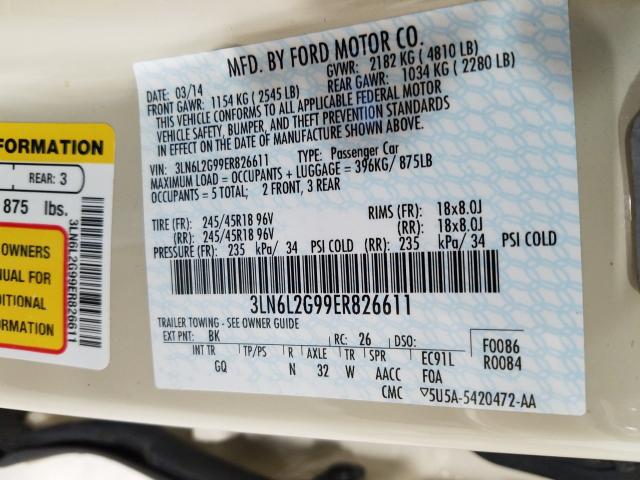 MFD. BY FORD MOTOR CO.
DATE: 03/14 GVWR: 2182 KG ( 4810 LB)
FRONT GAWR: 1154 KG ( 2545 LB) REAR GAWR: 1034 KG ( 2280 LB)
THIS VEHICLE CONFORMS TO ALL APPLICABLE FEDERAL MOTOR
VEHICLE SAFETY, BUMPER, AND THEFT PREVENTION STANDARDS
IN EFFECT ON THE DATE OF MANUFACTURE SHOWN ABOVE.
VIN: 3LN6L2G99ER826611 TYPE: Passenger Car
MAXIMUM LOAD = OCCUPANTS + LUGGAGE = 396KG/ 875LB
OCCUPANTS = 5 TOTAL; 2 FRONT, 3 REAR
TIRE (FR): 245/45R18 96V RIMS (FR): 18x8.0J
(RR): 245/45R18 96V (RR): 18x8.0J
PRESSURE (FR): 235 kPa/ 34 PSI COLD (RR): 235 kPa/ 34 PSI COLD
3LN6L2G99ER826611
TRAILER TOWING - SEE OWNER GUIDE
EXT PNT: BK RC: 26 DSO: F0086
R0084
INT TR TP/PS R AXLE TR SPR EC91L
GQ N 32 W AACC FOA
CMC ▽5U5A-5420472-AA
FORMATION
REAR: 3
875 lbs.
OWNERS
NUAL FOR
DITIONAL
FORMATION
3LN6L2G99ER826611